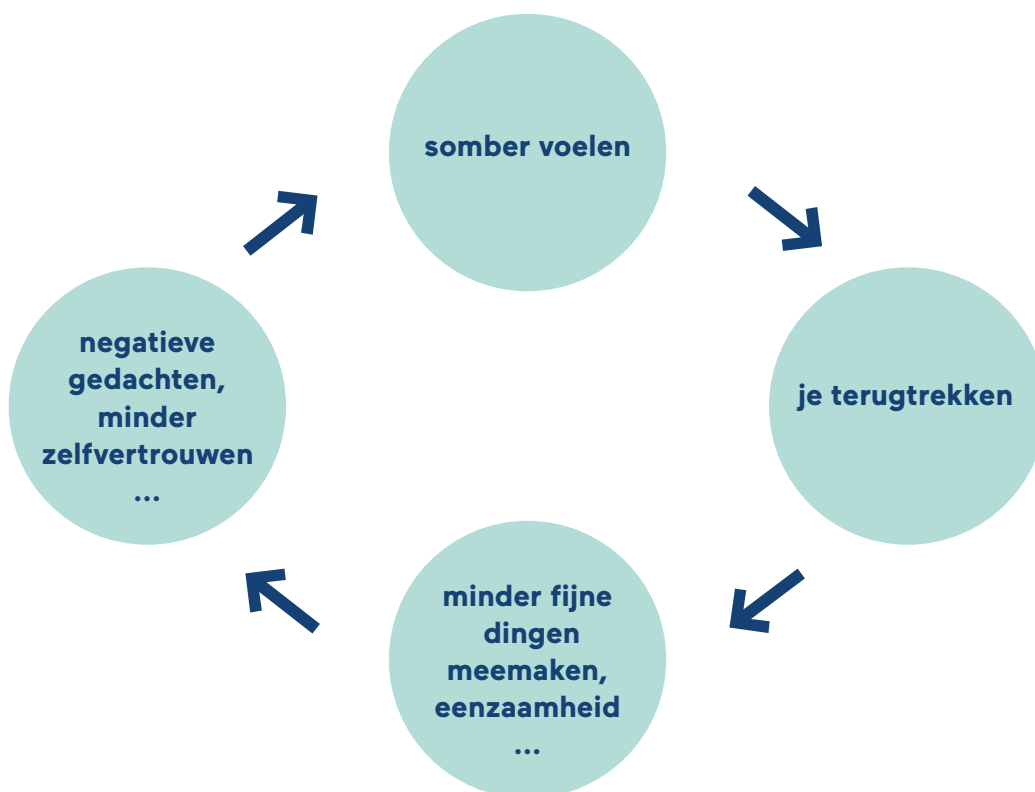 somber voelen
je terugtrekken
minder fijne
dingen
meemaken,
eenzaamheid
...
negatieve
gedachten,
minder
zelfvertrouwen
...